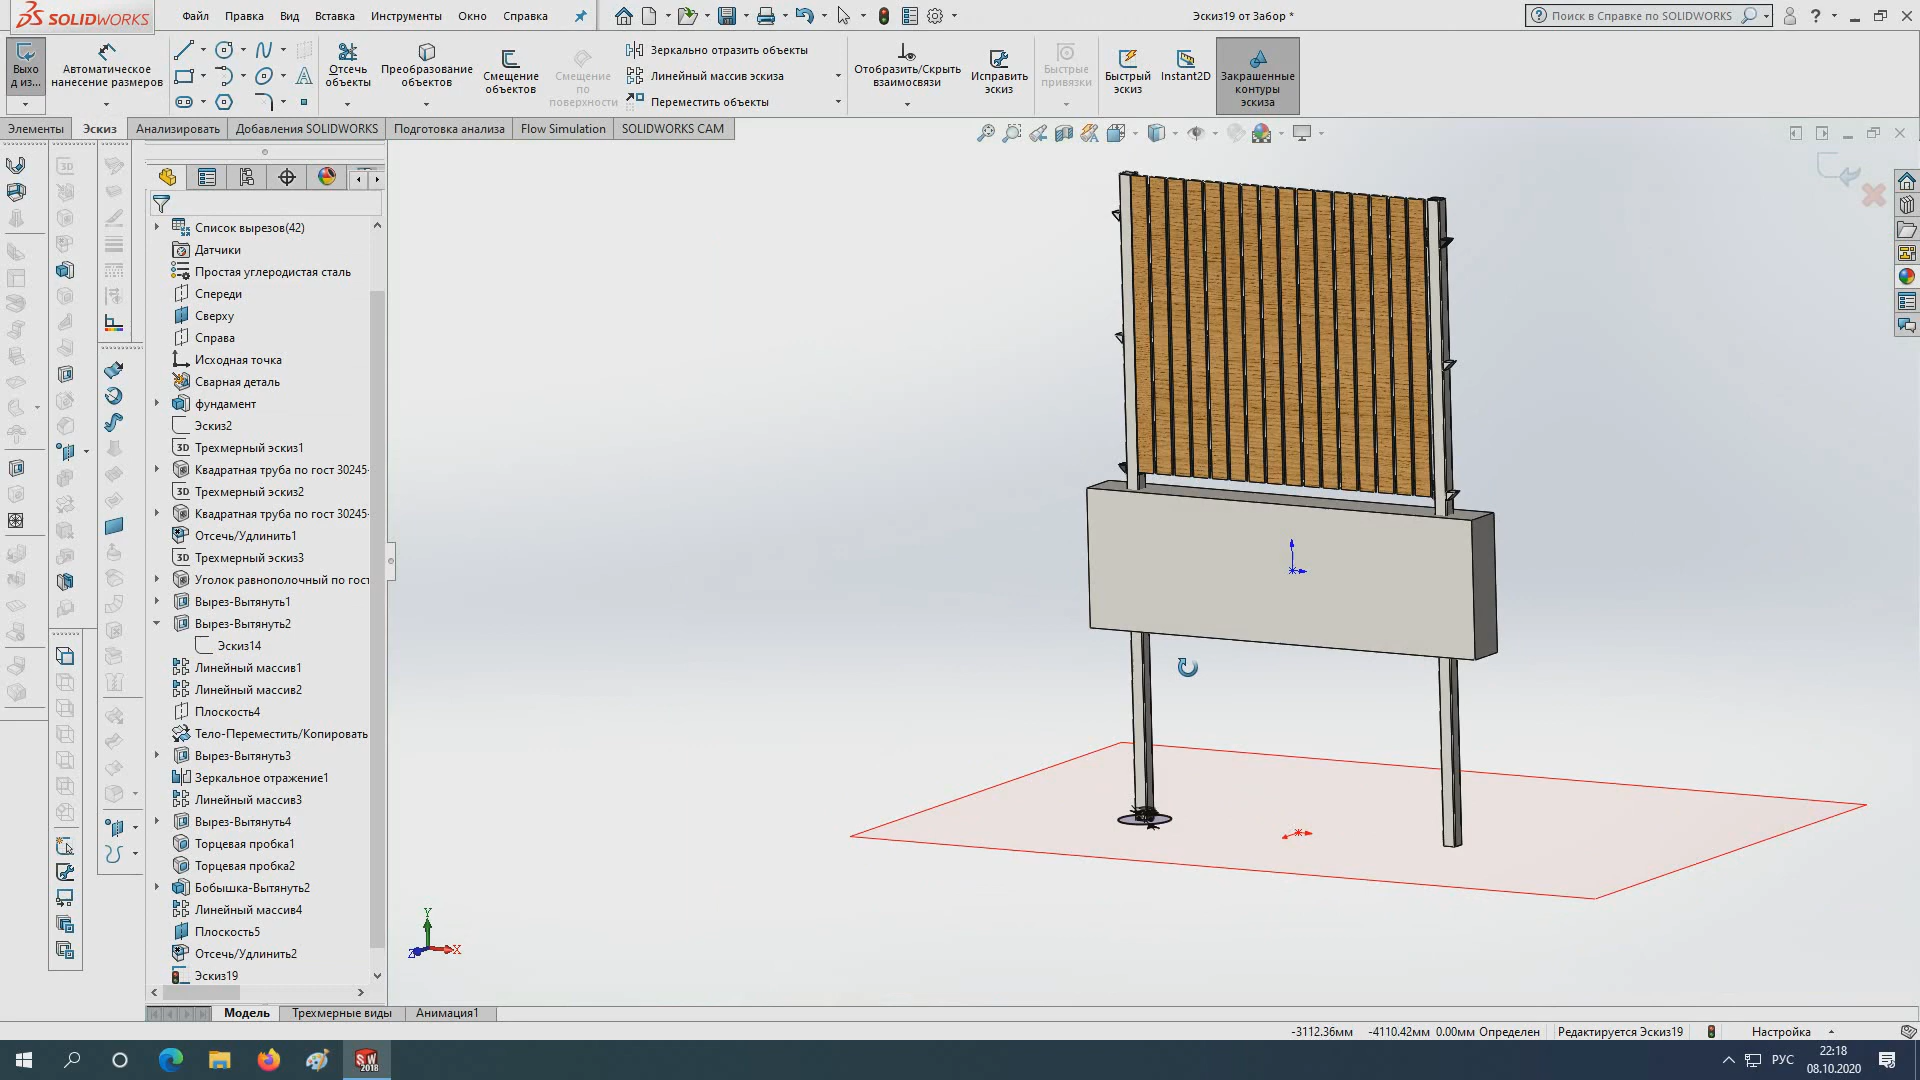 SOLIDWORKS
Файл
Правка
Вид
Вставка
Инструменты
Окно
Справка
Эскиз19 от Забор *
Поиск в Справке по SOLIDWORKS
Выхо
д из...
Автоматическое
нанесение размеров
Отсечь
объекты
Преобразование
объектов
Смещение
объектов
Смещение
по
поверхности
Зеркально отразить объекты
Линейный массив эскиза
Переместить объекты
Отобразить/Скрыть
взаимосвязи
Исправить
эскиз
Быстрые
привязки
Быстрый
эскиз
Instant2D
Закрашенные
контуры
эскиза
Элементы
Эскиз
Анализировать
Добавления SOLIDWORKS
Подготовка анализа
Flow Simulation
SOLIDWORKS CAM
Список вырезов(42)
Датчики
Простая углеродистая сталь
Спереди
Сверху
Справа
Исходная точка
Сварная деталь
фундамент
Эскиз2
3D Трехмерный эскиз1
Квадратная труба по гост 30245-
3D Трехмерный эскиз2
Квадратная труба по гост 30245-
Отсечь/Удлинить1
3D Трехмерный эскиз3
Уголок равнополочный по гост
Вырез-Вытянуть1
Вырез-Вытянуть2
Эскиз14
Линейный массив1
Линейный массив2
Плоскость4
Тело-Переместить/Копировать
Вырез-Вытянуть3
Зеркальное отражение1
Линейный массив3
Вырез-Вытянуть4
Торцевая пробка1
Торцевая пробка2
Бобышка-Вытянуть2
Линейный массив4
Плоскость5
Отсечь/Удлинить2
Эскиз19
Y
X
Z
Модель
Трехмерные виды
Анимация1
-3112.36мм
-4110.42мм
0.00мм
Определен
Редактируется Эскиз19
Настройка
SW
2018
РУС
22:18
08.10.2020